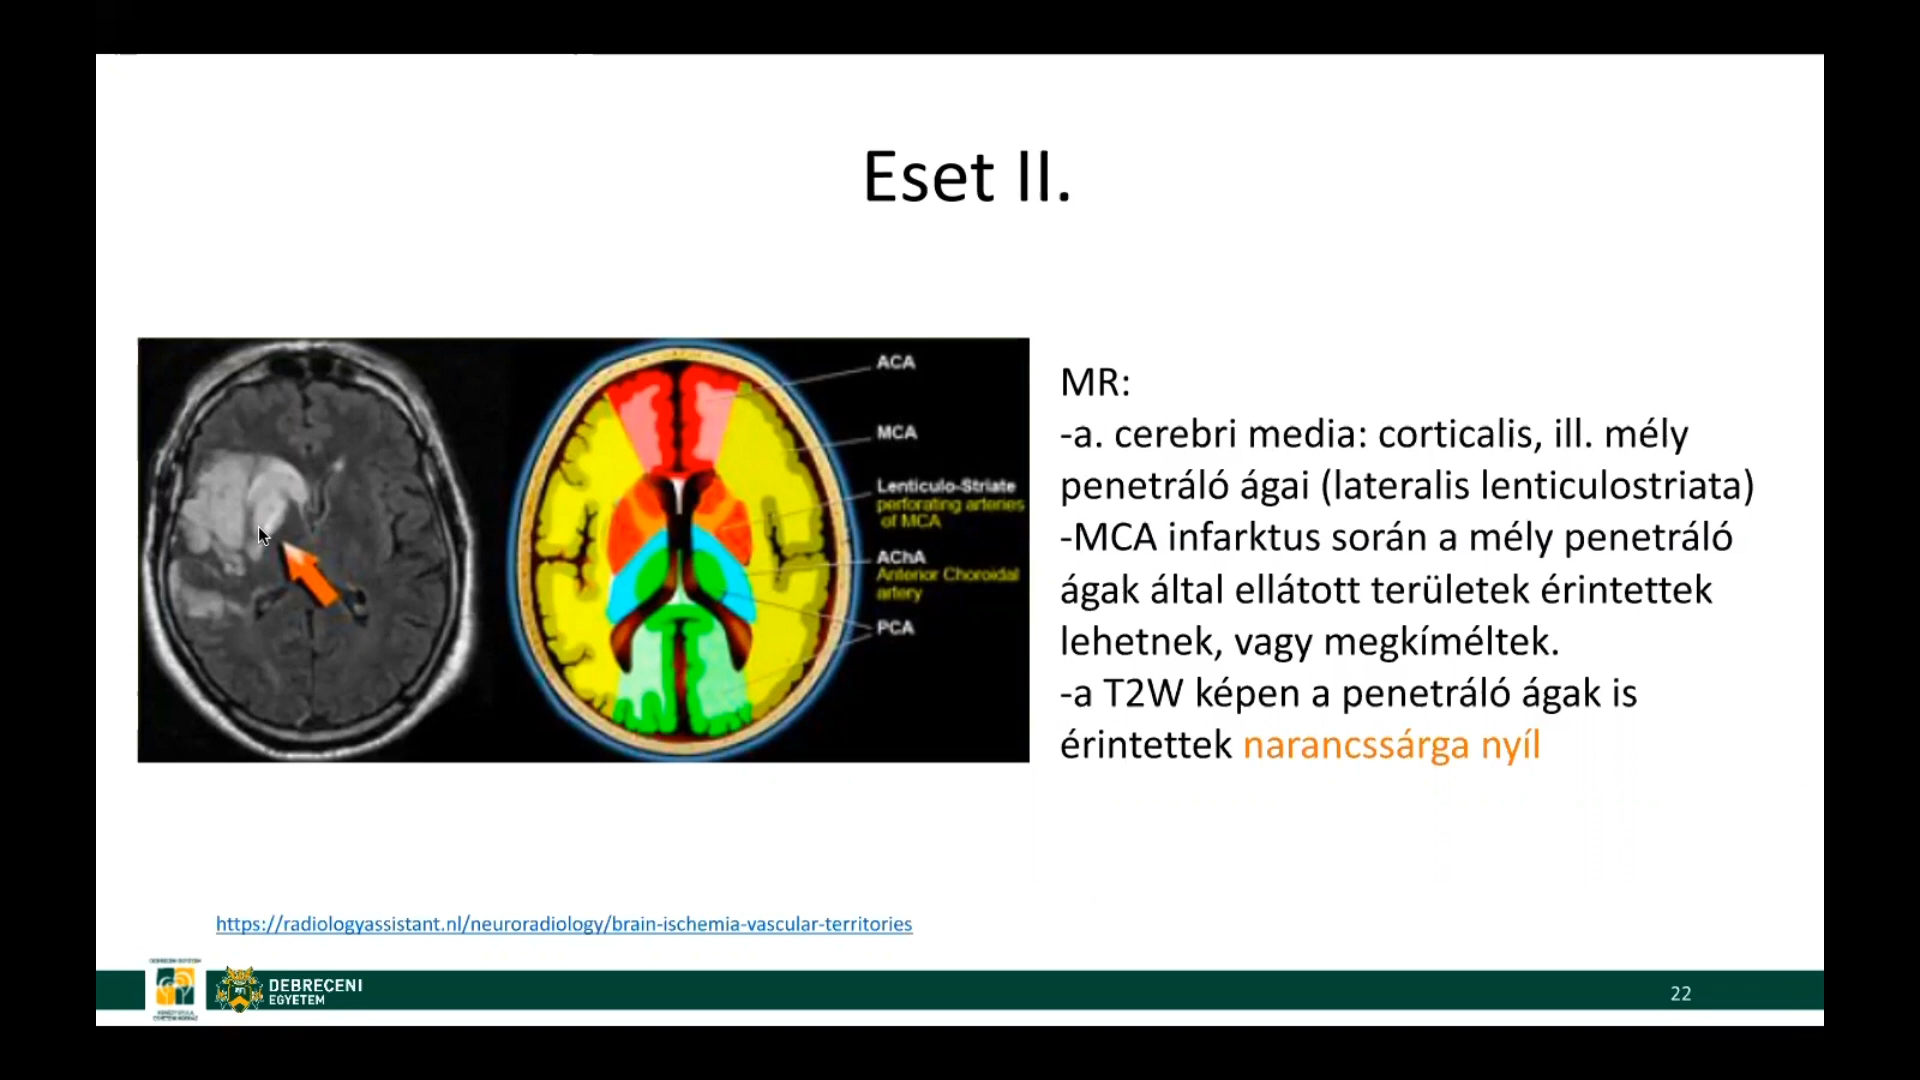 Eset II.
ACA
MCA
Lenticulo-Striate
perforating arteries
of MCA
AChA
Anterior Choroidal
artery
PCA
MR:
-a. cerebri media: corticalis, ill. mély
penetráló ágai (lateralis lenticulostriata)
-MCA infarktus során a mély penetráló
ágak által ellátott területek érintettek
lehetnek, vagy megkíméltek.
-a T2W képen a penetráló ágak is
érintettek narancssárga nyíl
https://radiologyassistant.nl/neuroradiology/brain-ischemia-vascular-territories
DEBRECENI
EGYETEM
22